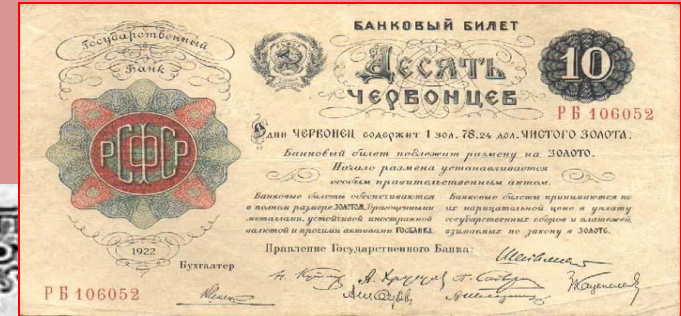 Государственный
Банк
РСФСР
1922
БАНКОВЫЙ БИЛЕТ
ДЕСЯТЬ
ЧЕРВОНЦЕВ
10
РБ 106052
Один ЧЕРВОНЕЦ содержит 1 зол. 78.24 дол. ЧИСТОГО ЗОЛОТА.
Банковый билет подлежит размену на ЗОЛОТО.
Начало размена устанавливается
особым правительственным актом
Банковые билеты обеспечиваются
в полном размере ЗОЛОТОМ, драгоценными
металлами, устойчивой иностранной
валютой и прочими активами ГОСБАНКА.
Банковые билеты принимаются по
их нарицательной цене в уплату
государственных сборов и платежей,
взимаемых по закону в золоте.
Правление Государственного Банка:
Бухгалтер
РБ 106052